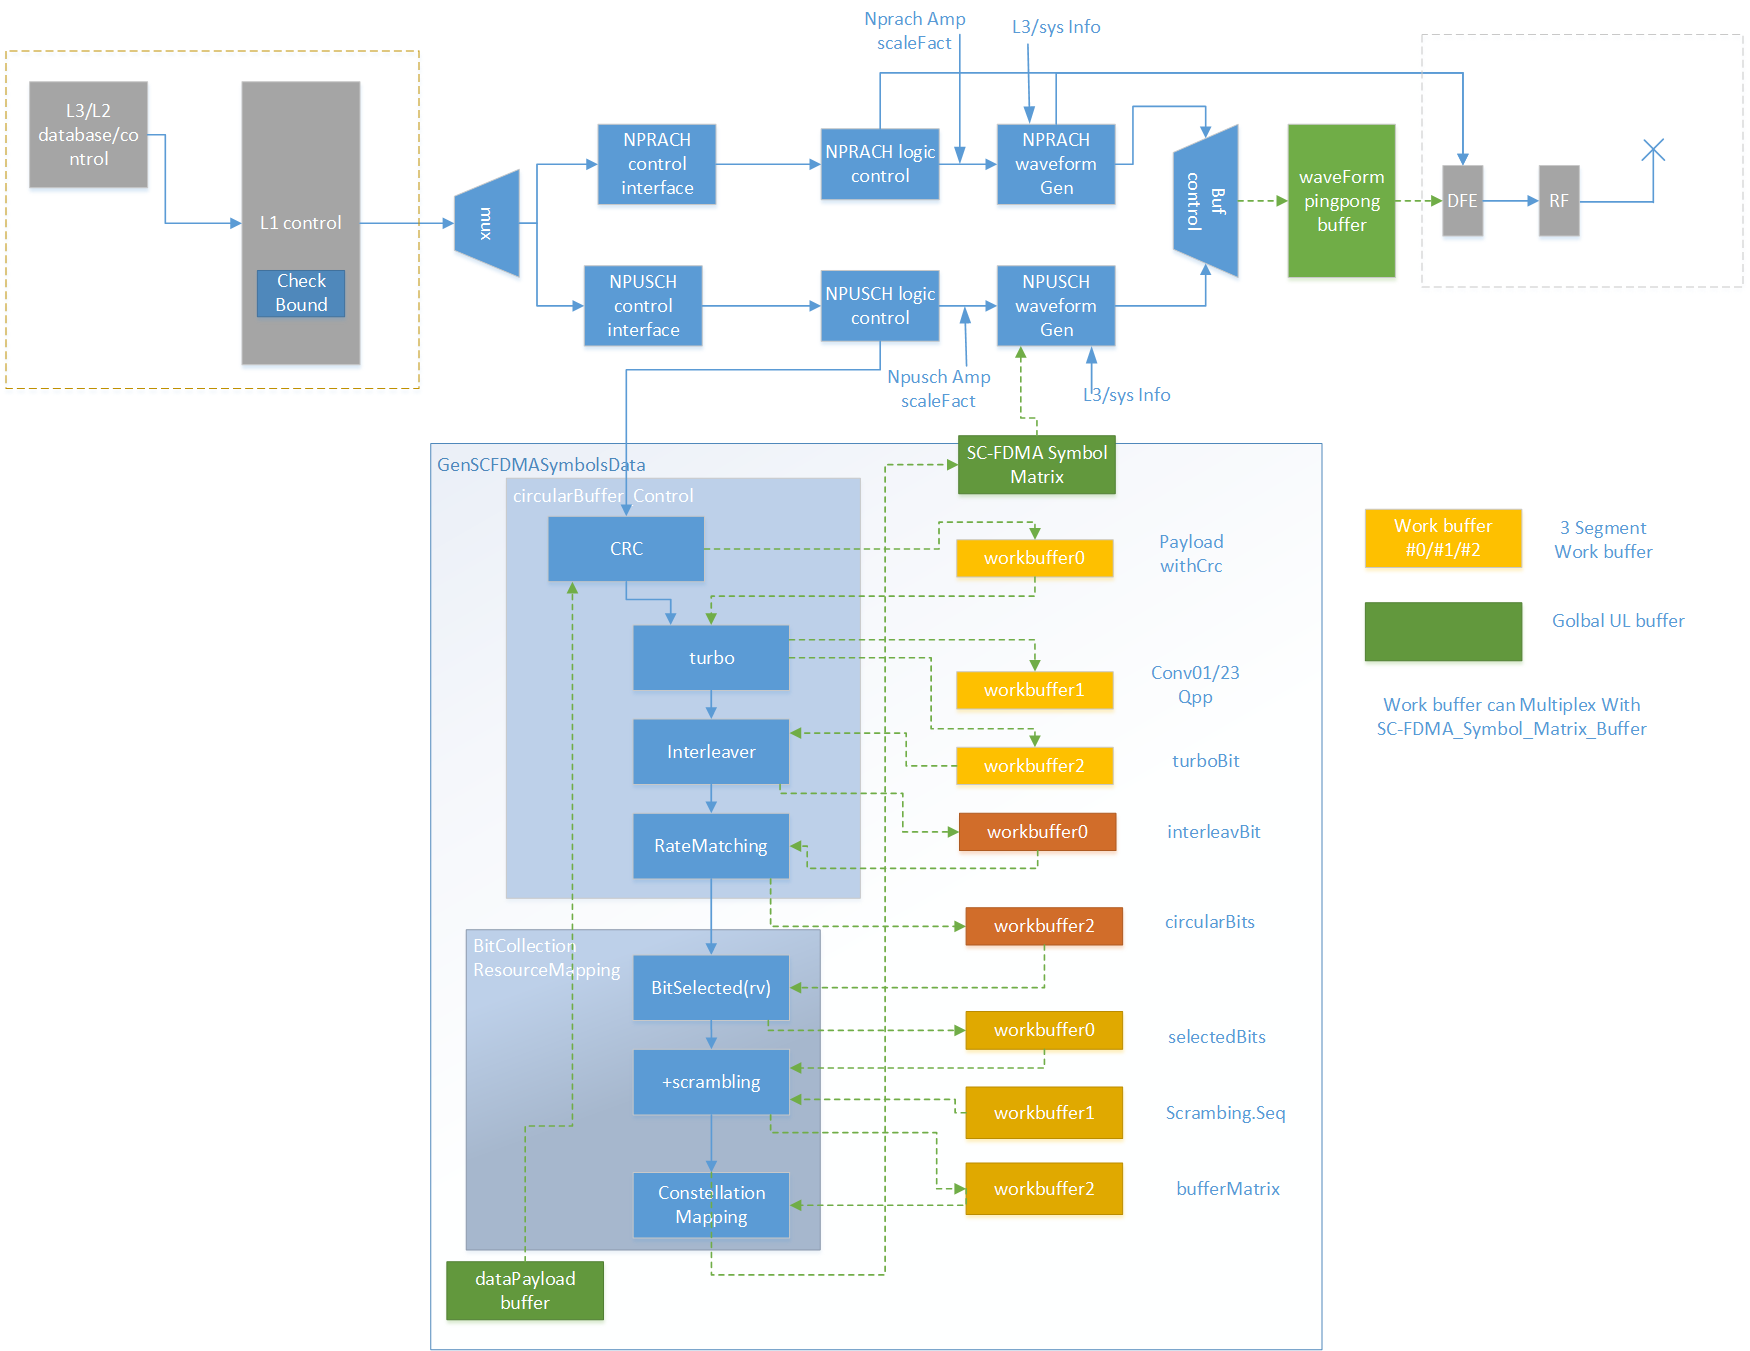 Nprach Amp
scaleFact
L3/sys Info
L3/L2
database/co
ntrol
L1 control
Check
Bound
mux
NPRACH
control
interface
NPRACH logic
control
NPRACH
waveform
Gen
Buf
control
waveForm
pingpong
buffer
DFE
RF
NPUSCH
control
interface
NPUSCH logic
control
NPUSCH
waveform
Gen
Npusch Amp
scaleFact
L3/sys Info
GenSCFDMASymbolsData
SC-FDMA Symbol
Matrix
circularBuffer_Control
CRC
workbuffer0
Payload
withCrc
turbo
workbuffer1
Conv01/23
Qpp
Interleaver
workbuffer2
turboBit
RateMatching
workbuffer0
interleavBit
workbuffer2
circularBits
BitCollection
ResourceMapping
BitSelected(rv)
workbuffer0
selectedBits
+scrambling
workbuffer1
Scrambing.Seq
Constellation
Mapping
workbuffer2
bufferMatrix
dataPayload
buffer
Work buffer
#0/#1/#2
3 Segment
Work buffer
Golbal UL buffer
Work buffer can Multiplex With
SC-FDMA_Symbol_Matrix_Buffer